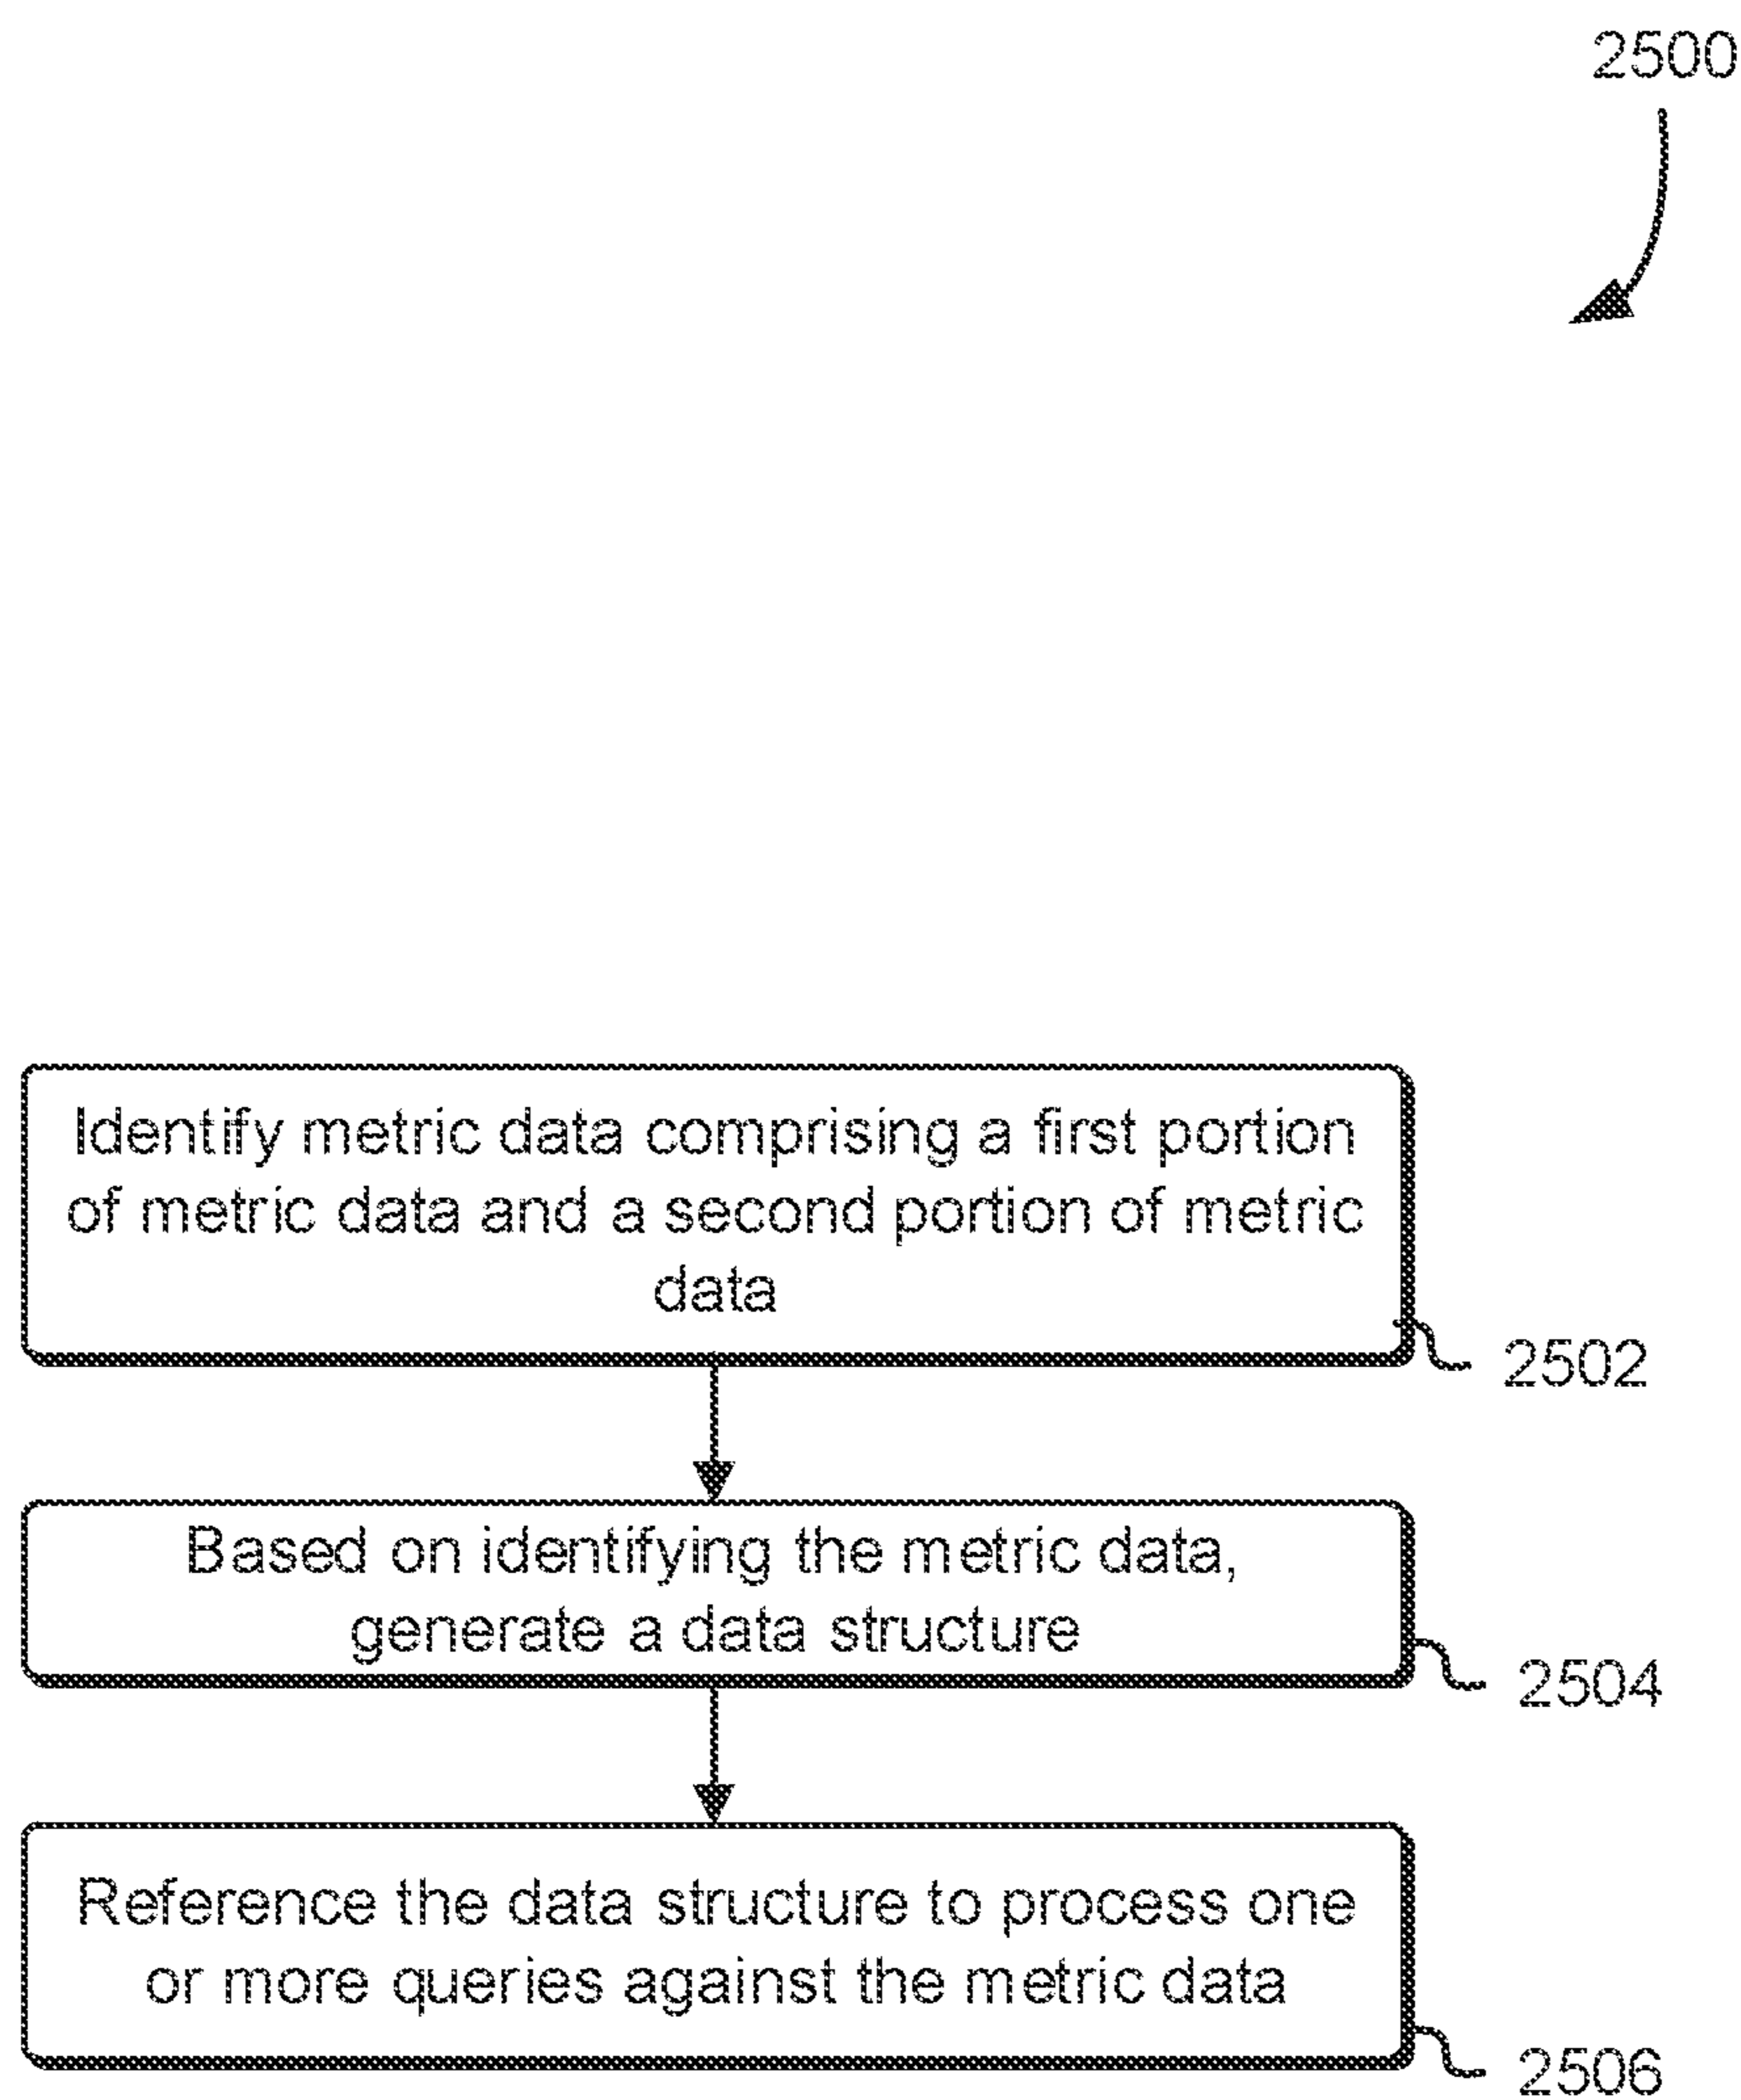 2500
Identify metric data comprising a first portion
of metric data and a second portion of metric
data
2502
Based on identifying the metric data,
generate a data structure
2504
Reference the data structure to process one
or more queries against the metric data
2506